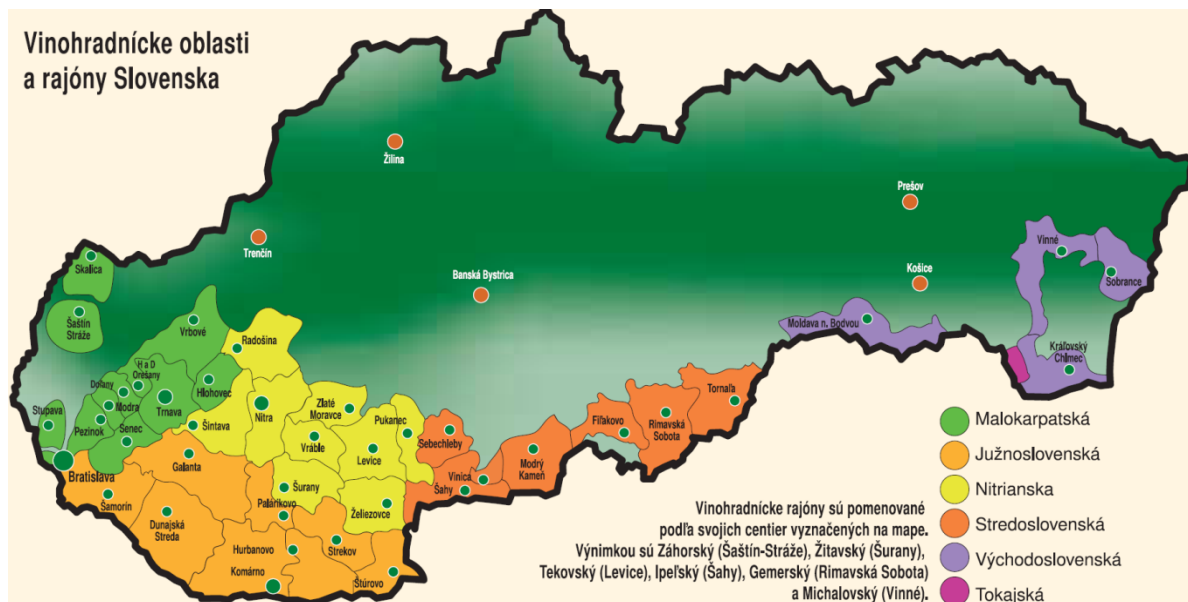 Vinohradnícke oblasti
a rajóny Slovenska
Žilina
Prešov
Trenčín
Banská Bystrica
Košice
Vinné
Sobrance
Skalica
Šaštín
Stráže
Vrbové
Radošina
Moldava n. Bodvou
Kráľovský
Chlmec
H a D
Orešany
Doľany
Modra
Hlohovec
Trnava
Stupava
Pezinok
Senec
Šintava
Nitra
Zlaté
Moravce
Pukanec
Vráble
Levice
Sebechleby
Tornaľa
Fiľakovo
Rimavská
Sobota
Modrý
Kameň
Vinica
Šahy
Bratislava
Galanta
Šamorín
Dunajská
Streda
Palárikovo
Šurany
Želiezovce
Hurbanovo
Strekov
Komárno
Štúrovo
Malokarpatská
Južnoslovenská
Nitrianska
Stredoslovenská
Východoslovenská
Tokajská
Vinohradnícke rajóny sú pomenované
podľa svojich centier vyznačených na mape.
Výnimkou sú Záhorský (Šaštín-Stráže), Žitavský (Šurany),
Tekovský (Levice), Ipeľský (Šahy), Gemerský (Rimavská Sobota)
a Michalovský (Vinné).